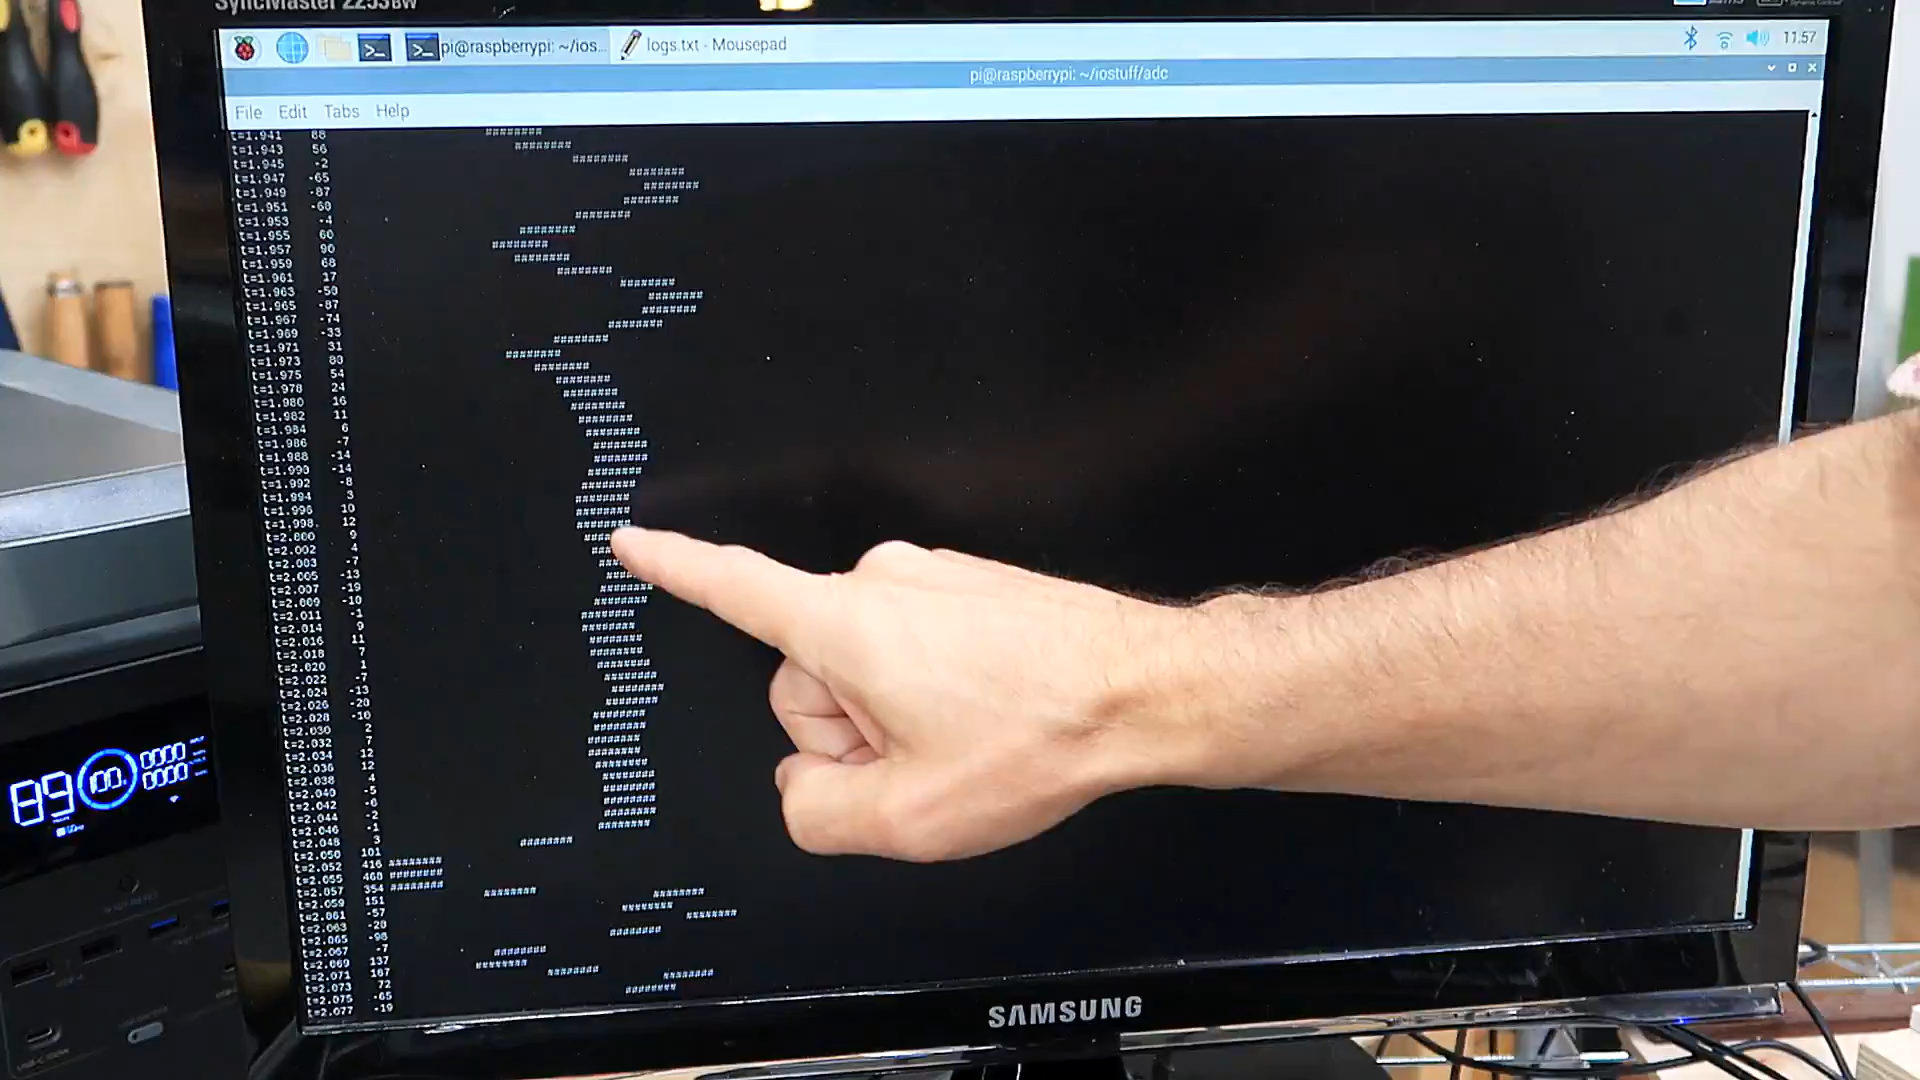 SyncMaster 2253BW
pi@raspberrypi: ~/ios...
logs.txt - Mousepad
11:57
pi@raspberrypi: ~/iostuff/adc
File Edit Tabs Help
t=1.941 88 ########
t=1.943 56 ########
t=1.945 -2 ########
t=1.947 -65 ########
t=1.949 -87 ########
t=1.951 -60 ########
t=1.953 -4 ########
t=1.955 60 ########
t=1.957 90 ########
t=1.959 68 ########
t=1.961 17 ########
t=1.963 -50 ########
t=1.965 -87 ########
t=1.967 -74 ########
t=1.969 -33 ########
t=1.971 31 ########
t=1.973 80 ########
t=1.975 54 ########
t=1.978 24 ########
t=1.980 16 ########
t=1.982 11 ########
t=1.984 6 ########
t=1.986 -7 ########
t=1.988 -14 ########
t=1.990 -14 ########
t=1.992 -8 ########
t=1.994 3 ########
t=1.996 10 ########
t=1.998 12 ########
t=2.000 9
t=2.002 4
t=2.003 -7
t=2.005 -13
t=2.007 -19 ########
t=2.009 -10 ########
t=2.011 -1 ########
t=2.014 9 ########
t=2.016 11 ########
t=2.018 7 ########
t=2.020 1 ########
t=2.022 -7 ########
t=2.024 -13 ########
t=2.026 -20 ########
t=2.028 -10 ########
t=2.030 2 ########
t=2.032 7 ########
t=2.034 12 ########
t=2.036 12 ########
t=2.038 4 ########
t=2.040 -5 ########
t=2.042 -6 ########
t=2.044 -2 ########
t=2.046 -1 ########
t=2.048 3 ########
t=2.050 101 ########
t=2.052 416 ########
t=2.055 468 ########
t=2.057 354 ########
t=2.059 151 ########
t=2.061 -57 ########
t=2.063 -28 ########
t=2.065 -98 ########
t=2.067 -7 ########
t=2.069 137 ########
t=2.071 167 ########
t=2.073 72 ########
t=2.075 -65 ########
t=2.077 -19 ########
SAMSUNG
89
100
0000
0000